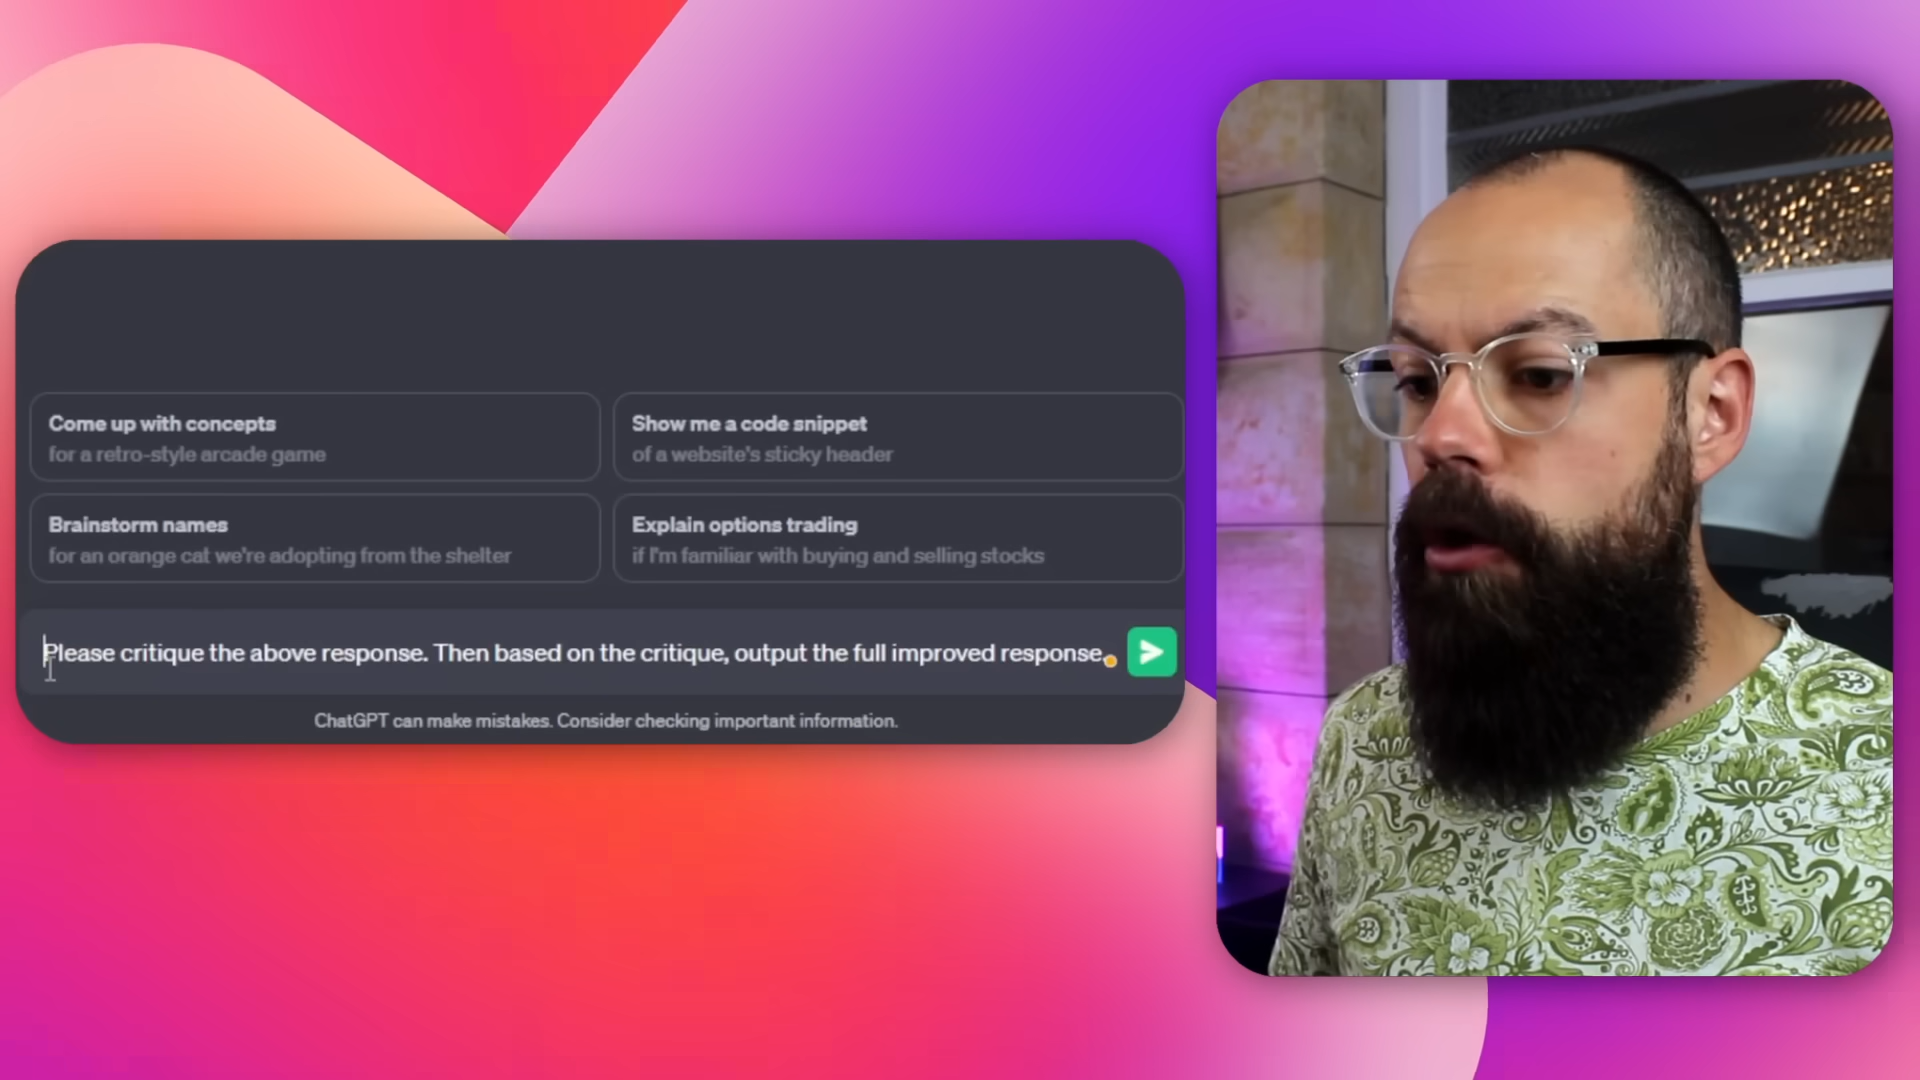 Come up with concepts
for a retro-style arcade game
Show me a code snippet
of a website's sticky header
Brainstorm names
for an orange cat we're adopting from the shelter
Explain options trading
if I'm familiar with buying and selling stocks
Please critique the above response. Then based on the critique, output the full improved response.
ChatGPT can make mistakes. Consider checking important information.